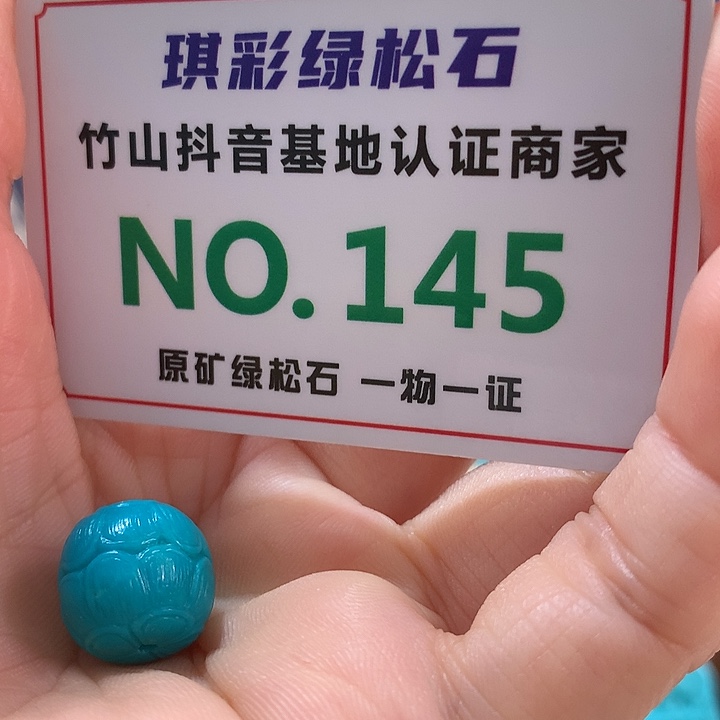 琪彩绿松石
竹山抖音基地认证商家
NO.145
原矿绿松石 一物一证